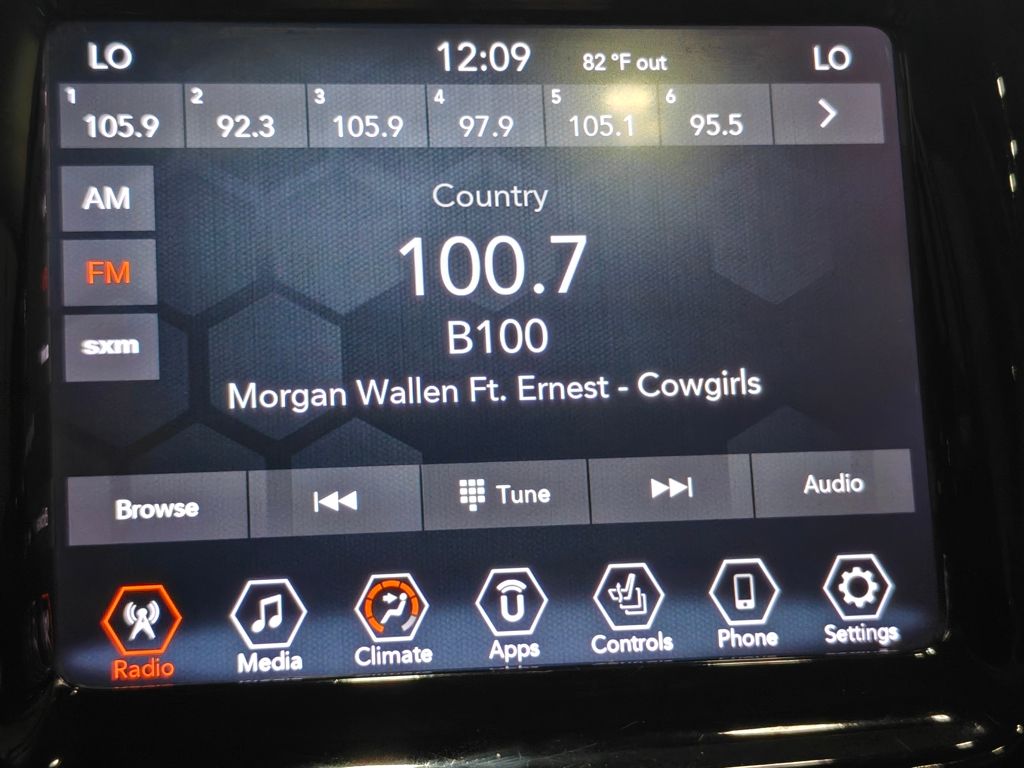 LO 12:09 82 °F out LO
1 2 3 4 5 6
105.9 92.3 105.9 97.9 105.1 95.5
AM
FM
sxm
Country
100.7
B100
Morgan Wallen Ft. Ernest - Cowgirls
Browse Tune Audio
Radio Media Climate Apps Controls Phone Settings